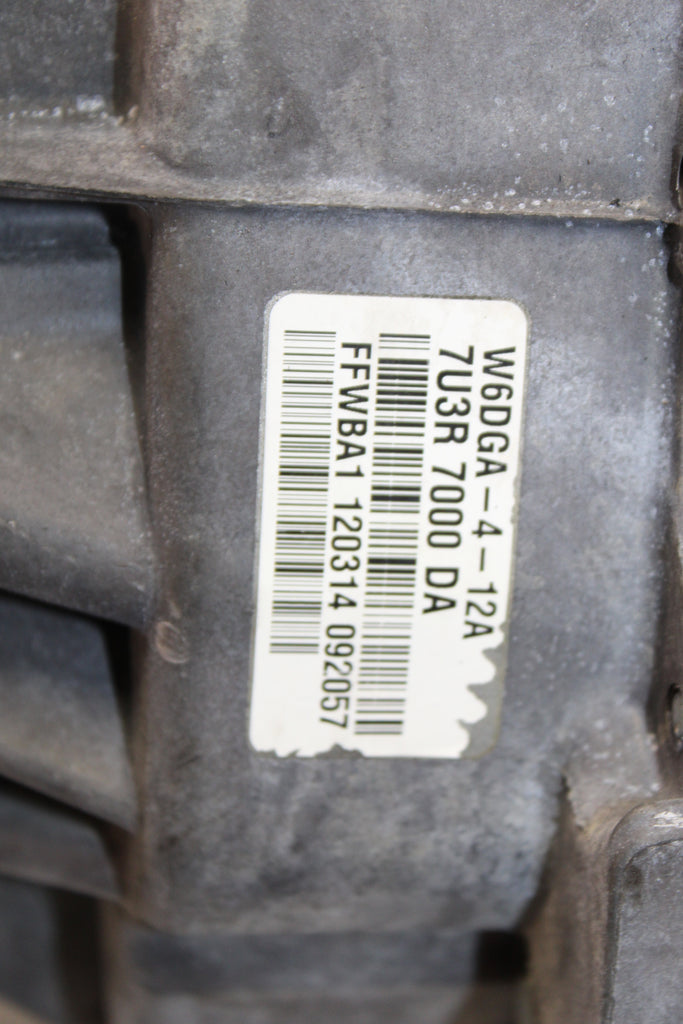 W6DGA-4-12A
7U3R 7000 DA
FFWBA1 120314 092057